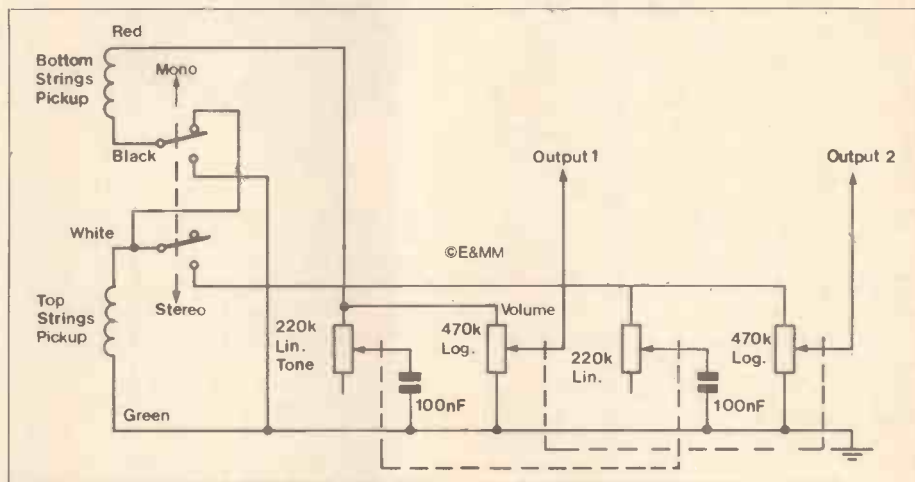 Red
Bottom
Strings
Pickup
Mono
Black
White
Stereo
Top
Strings
Pickup
Green
©E&MM
Output 1
Output 2
220k
Lin.
Tone
100nF
Volume
470k
Log.
220k
Lin.
100nF
470k
Log.